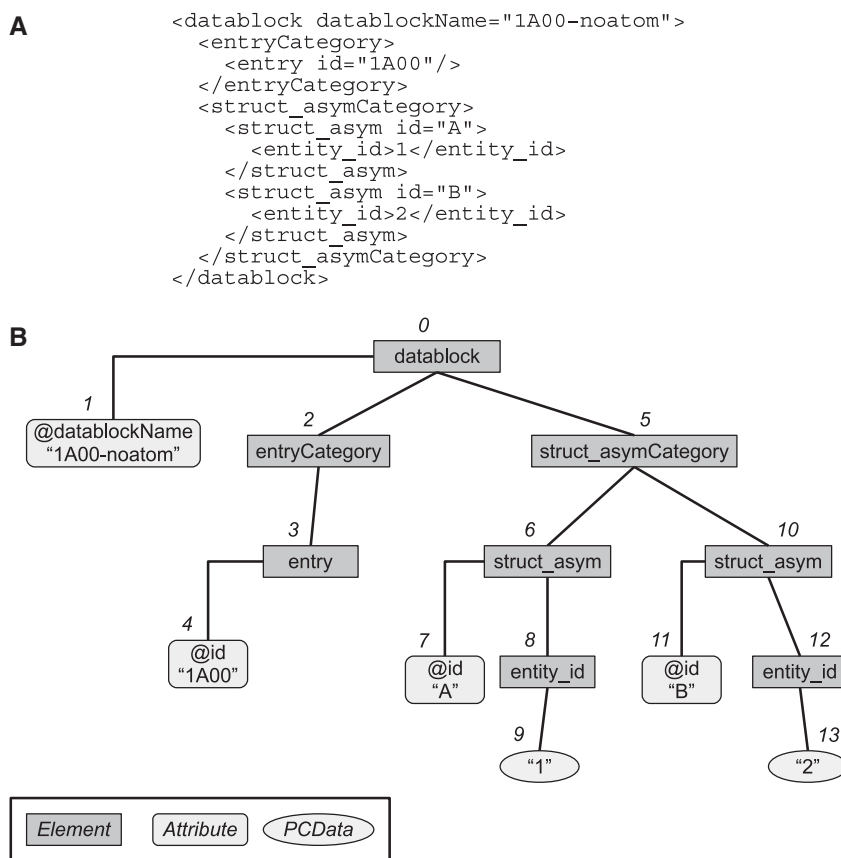 A
<datablock datablockName="1A00-noatom">
<entryCategory>
<entry id="1A00"/>
</entryCategory>
<struct_asymCategory>
<struct_asym id="A">
<entity_id>1</entity_id>
</struct_asym>
<struct_asym id="B">
<entity_id>2</entity_id>
</struct_asym>
</struct_asymCategory>
</datablock>
B
0
datablock
1
@datablockName
“1A00-noatom”
2
entryCategory
5
struct_asymCategory
3
entry
6
struct_asym
10
struct_asym
4
@id
“1A00”
7
@id
“A”
8
entity_id
11
@id
“B”
12
entity_id
9
“1”
13
“2”
Element
Attribute
PCData